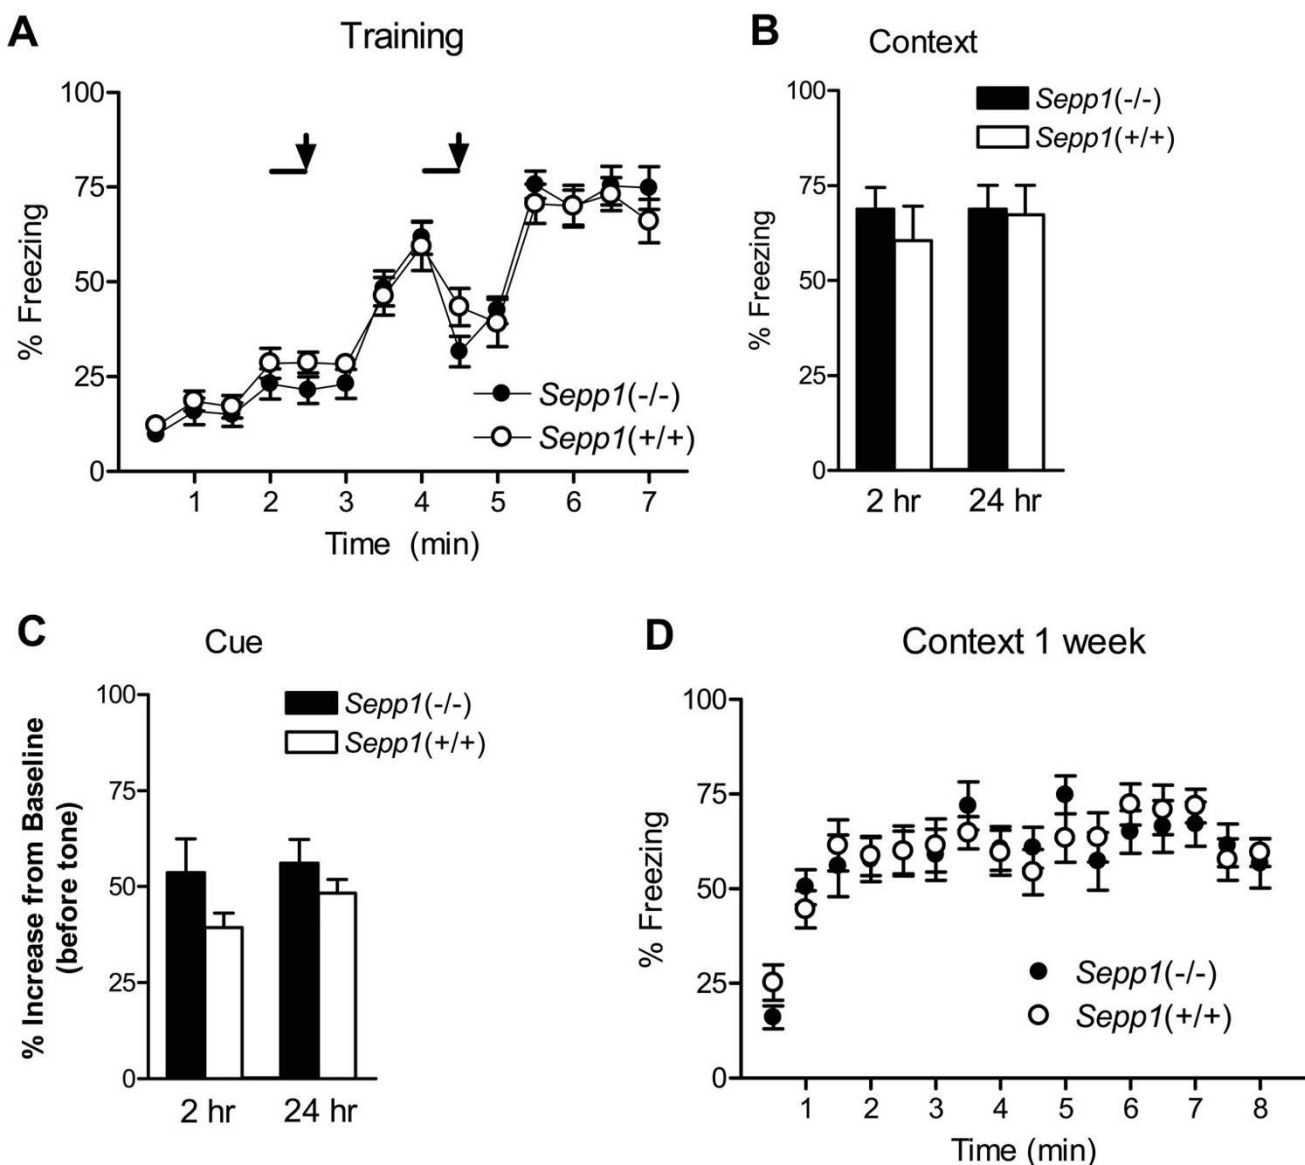 A
Training
% Freezing
100
75
50
25
0
Sepp1(-/-)
Sepp1(+/+)
1 2 3 4 5 6 7
Time (min)
B
Context
% Freezing
100
75
50
25
0
Sepp1(-/-)
Sepp1(+/+)
2 hr 24 hr
C
Cue
% Increase from Baseline
(before tone)
100
75
50
25
0
Sepp1(-/-)
Sepp1(+/+)
2 hr 24 hr
D
Context 1 week
% Freezing
100
75
50
25
0
Sepp1(-/-)
Sepp1(+/+)
1 2 3 4 5 6 7 8
Time (min)